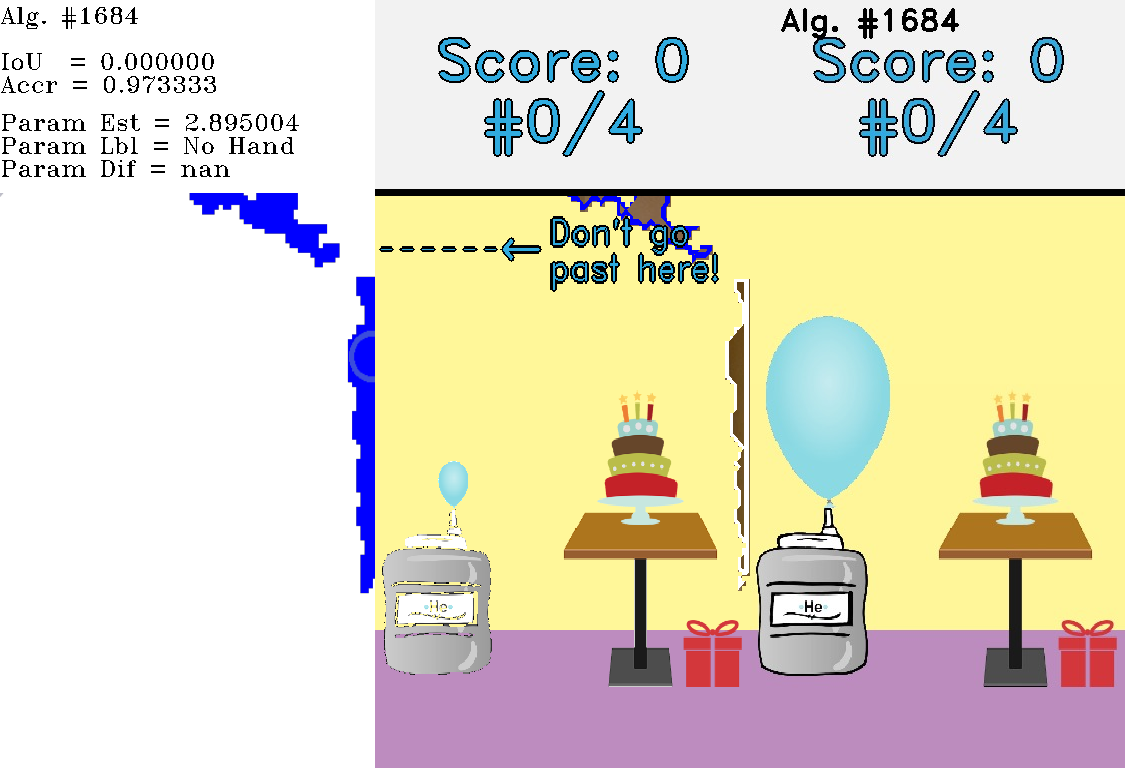 Alg. #1684
IoU = 0.000000
Accr = 0.973333
Param Est = 2.895004
Param Lbl = No Hand
Param Dif = nan
Score: 0
#0/4
Don't go
past here!
He
Alg. #1684
Score: 0
#0/4
He